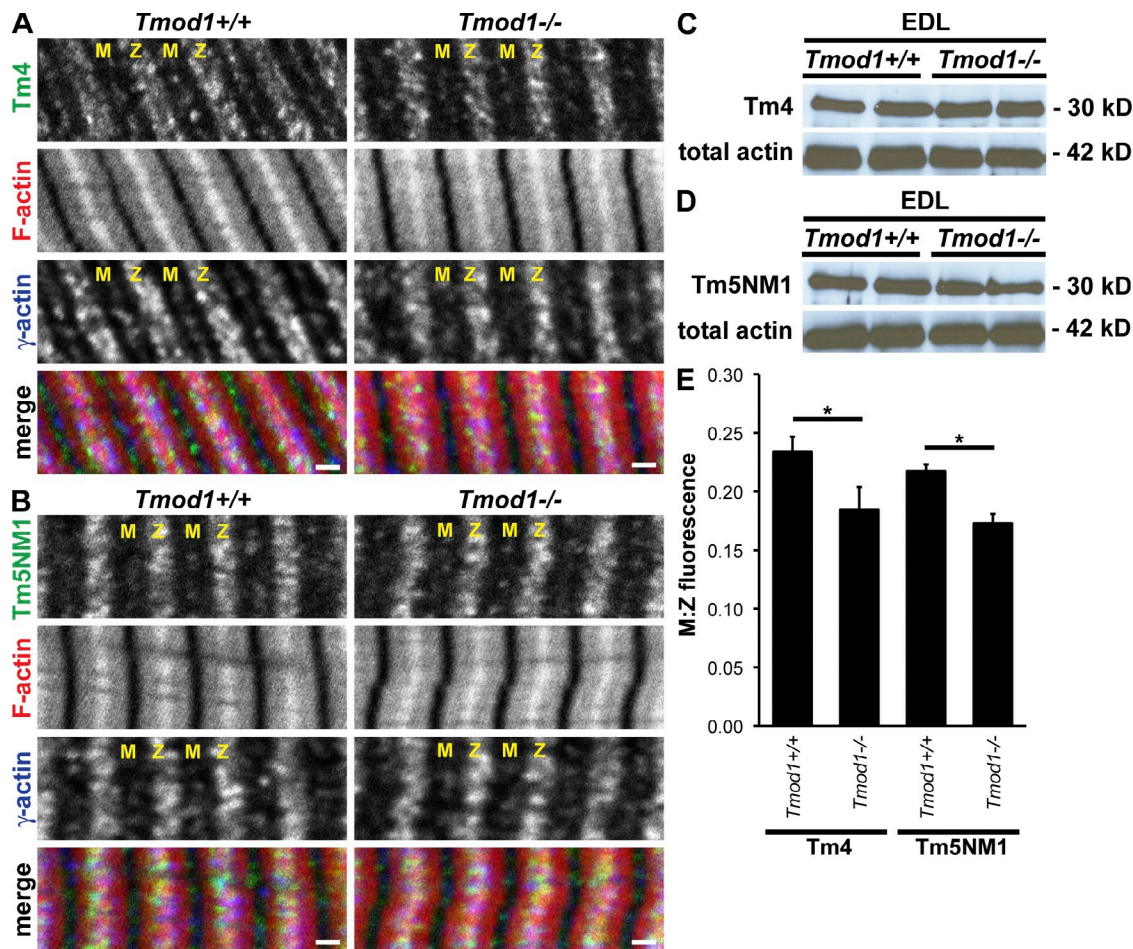 A
Tmod1+/+
Tmod1-/-
Tm4
M Z M Z
M Z M Z
F-actin
γ-actin
M Z M Z
M Z M Z
merge
B
Tmod1+/+
Tmod1-/-
Tm5NM1
M Z M Z
M Z M Z
F-actin
γ-actin
M Z M Z
M Z M Z
merge
C
EDL
Tmod1+/+ Tmod1-/-
Tm4 - 30 kD
total actin - 42 kD
D
EDL
Tmod1+/+ Tmod1-/-
Tm5NM1 - 30 kD
total actin - 42 kD
E
M:Z fluorescence
0.30
0.25
0.20
0.15
0.10
0.05
0.00
* *
Tmod1+/+ Tmod1-/- Tmod1+/+ Tmod1-/-
Tm4 Tm5NM1